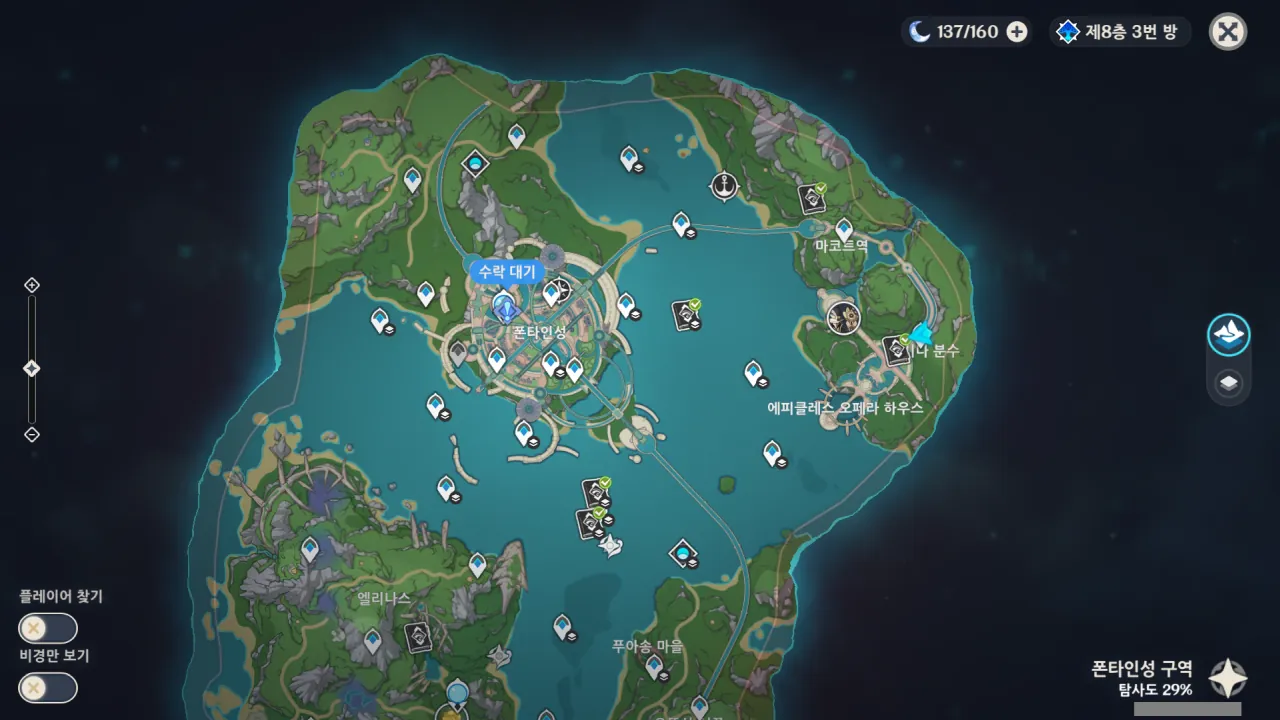 137/160
제8층 3번 방
마코트역
수락 대기
폰타인성
시나 분수
에피클레스 오페라 하우스
플레이어 찾기
엘리나스
푸아송 마을
비경만 보기
폰타인성 구역
탐사도 29%